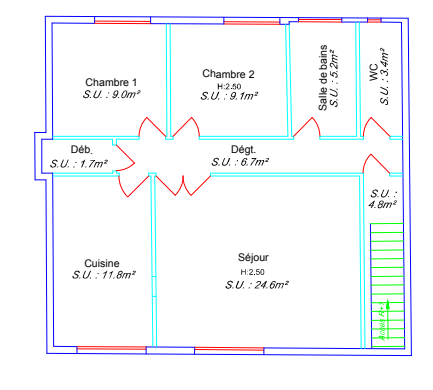 Chambre 1
S.U. : 9.0m²
Chambre 2
H:2.50
S.U. : 9.1m²
Salle de bains
S.U. : 5.2m²
WC
S.U. : 3.4m²
Déb.
S.U. : 1.7m²
Dégt.
S.U. : 6.7m²
S.U. :
4.8m²
Cuisine
S.U. : 11.8m²
Séjour
H:2.50
S.U. : 24.6m²